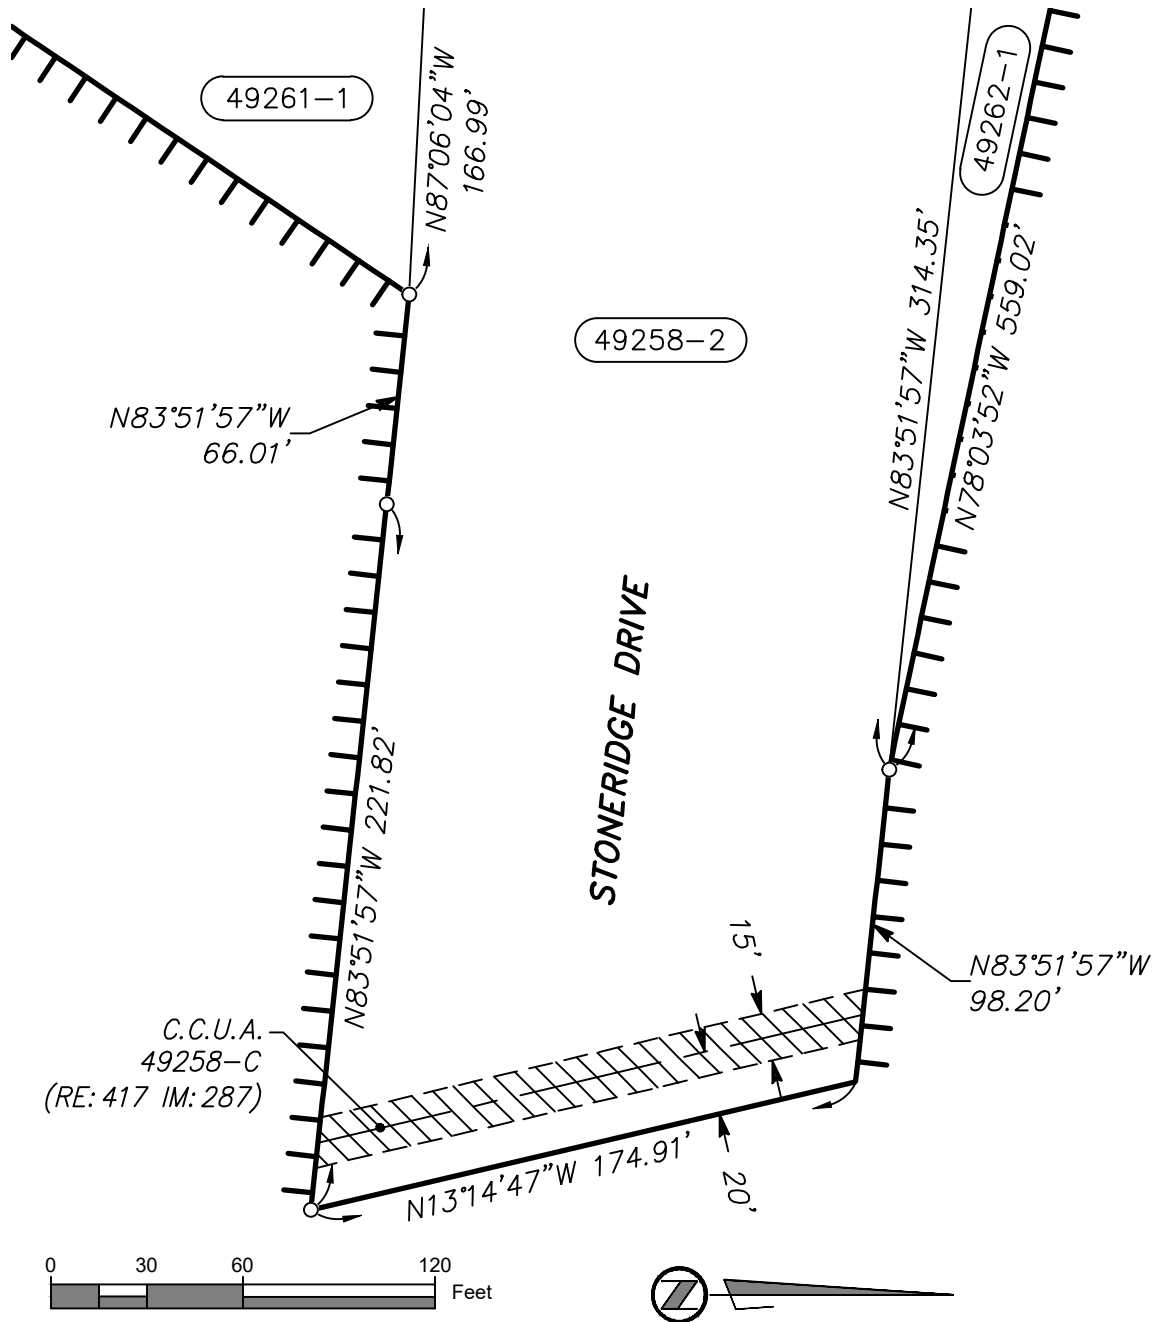 49261-1
N87°06'04"W
166.99'
49262-1
N83°51'57"W 314.35'
N78°03'52"W 559.02'
49258-2
N83°51'57"W
66.01'
STONERIDGE DRIVE
N83°51'57"W 221.82'
15'
N83°51'57"W
98.20'
C.C.U.A.
49258-C
(RE: 417 IM: 287)
N13°14'47"W 174.91'
20'
0 30 60 120
Feet
Z